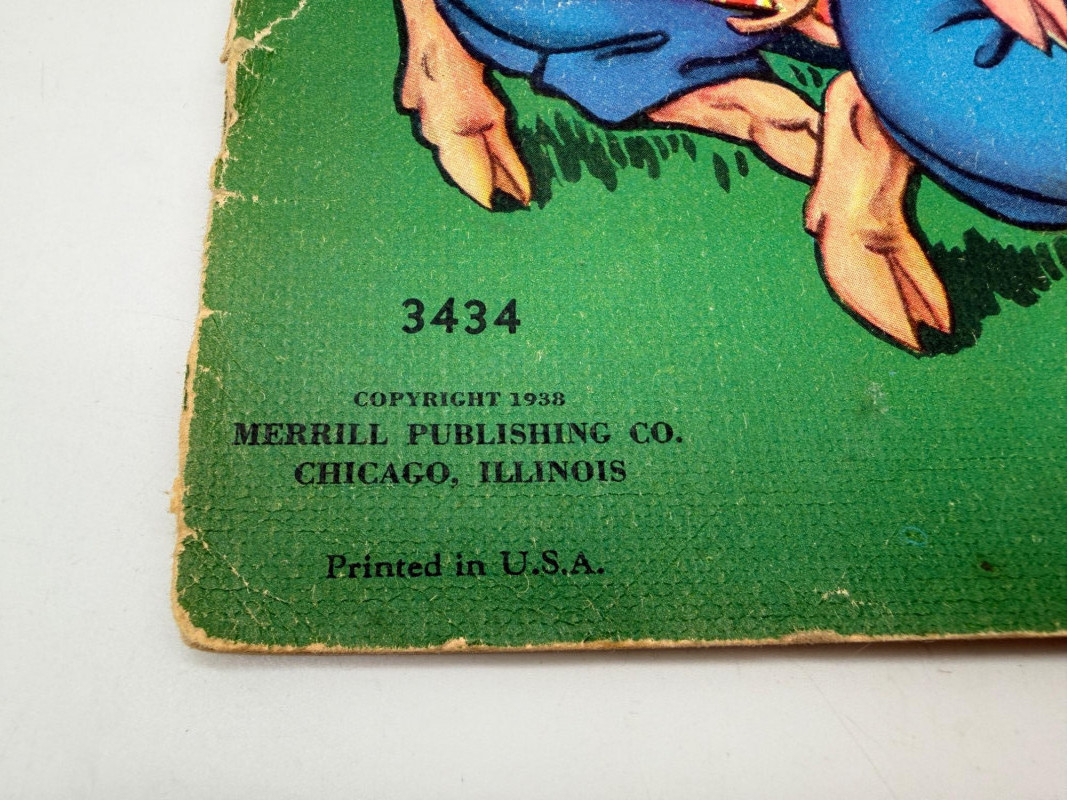 3434
COPYRIGHT 1938
MERRILL PUBLISHING CO.
CHICAGO, ILLINOIS
Printed in U.S.A.